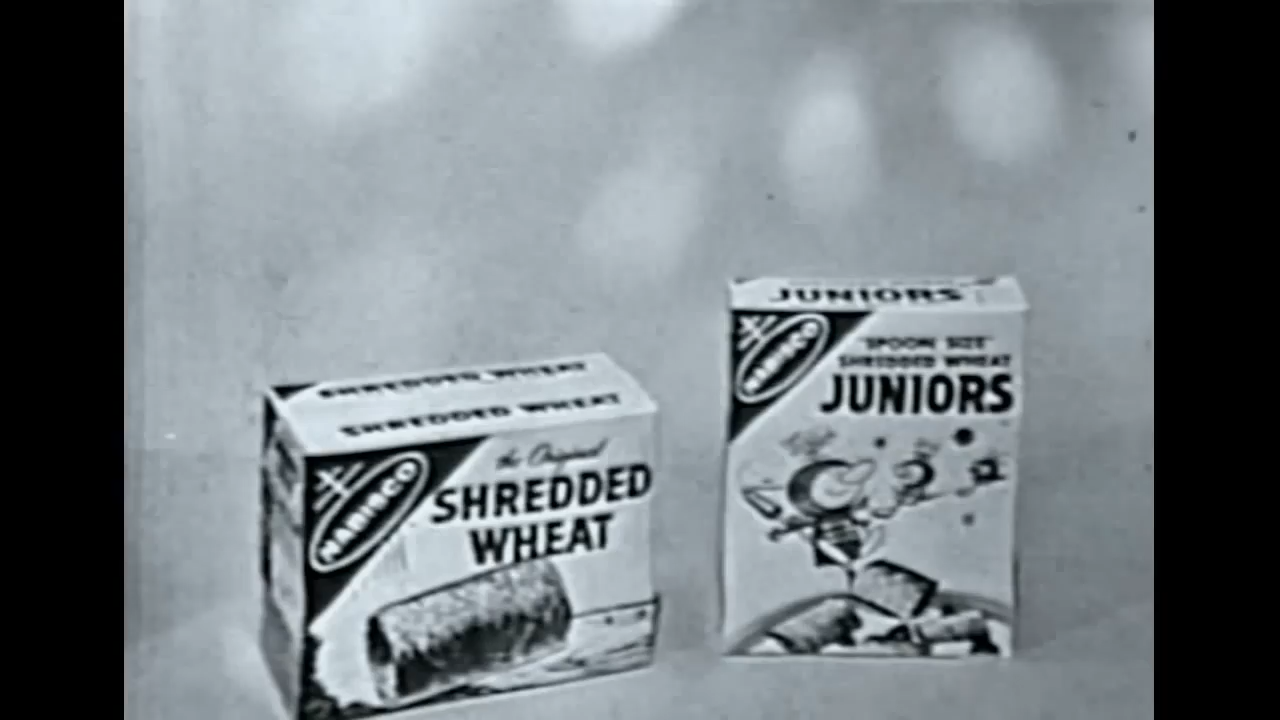 SHREDDED WHEAT
SHREDDED WHEAT
NABISCO
the Original
SHREDDED
WHEAT
JUNIORS
NABISCO
"SPOON SIZE"
SHREDDED WHEAT
JUNIORS